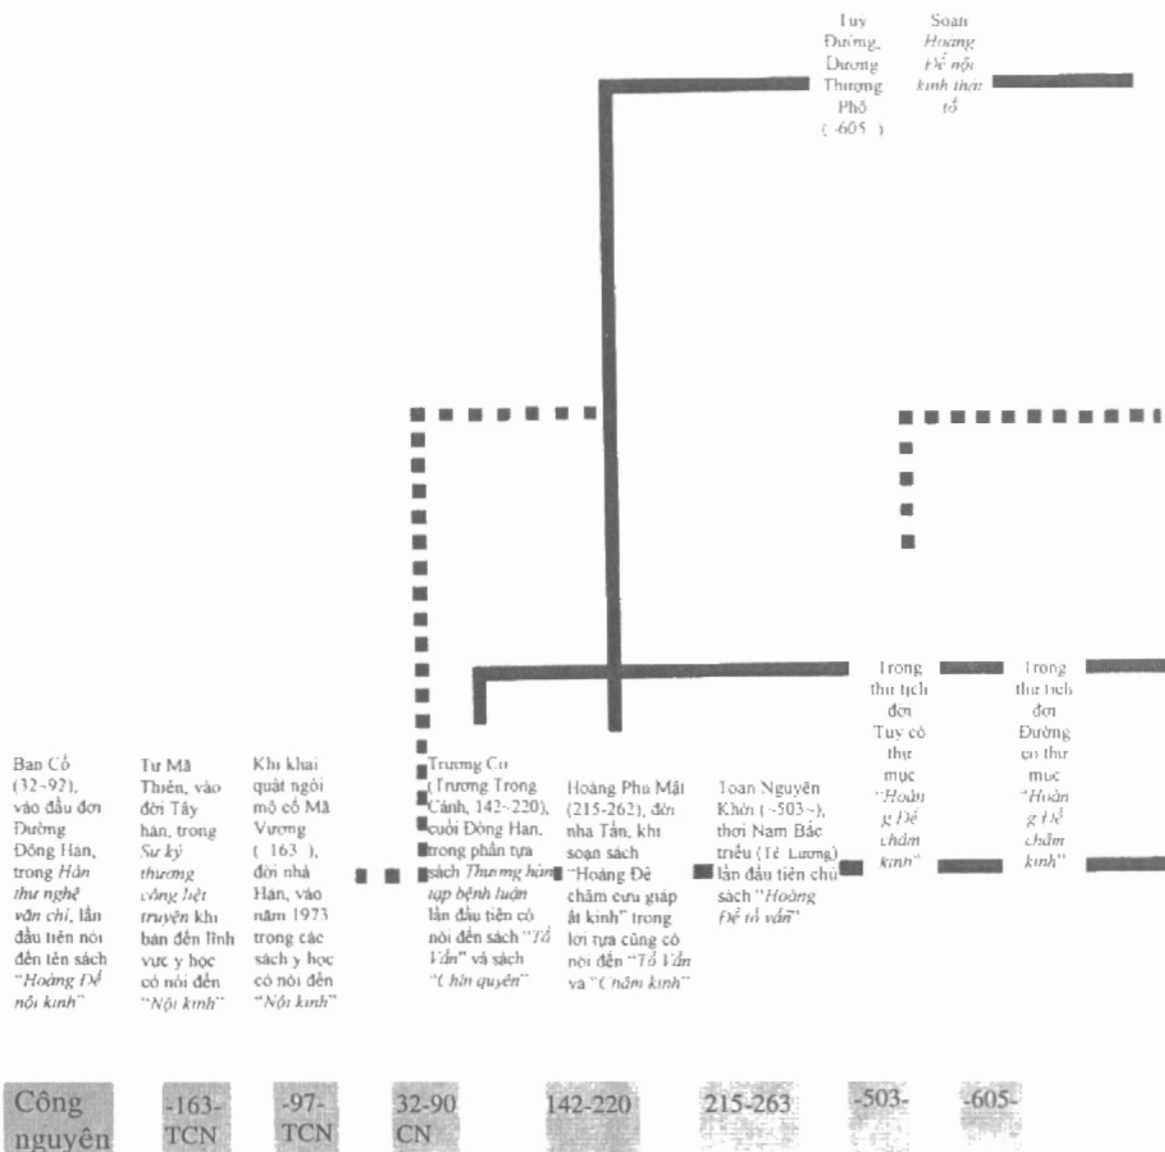 Tuỳ
Đường,
Dương
Thượng
Phổ
( -605 )
Soạn
Hoàng
Đế nội
kinh thái
tố
Trong
thư tịch
đời
Tuỳ có
thư
mục
“Hoàn
g Đế
châm
kinh”
Trong
thư tịch
đời
Đường
có thư
mục
“Hoàn
g Đế
châm
kinh”
Ban Cố
(32~92),
vào đầu đơn
Đường
Đông Hán,
trong Hán
thư nghệ
văn chí, lần
đầu tiên nói
đến tên sách
“Hoàng Đế
nội kinh”
Tư Mã
Thiên, vào
đời Tây
hán, trong
Sư ký
thương
công liệt
truyện khi
bàn đến lĩnh
vực y học
có nói đến
“Nội kinh”
Khi khai
quật ngôi
mộ cổ Mã
Vương
( 163 ),
đời nhà
Hán, vào
năm 1973
trong các
sách y học
có nói đến
“Nội kinh”
Trương Cơ
(Trương Trọng
Cảnh, 142~220),
cuối Đông Hán,
trong phần tựa
sách Thương hàn
tạp bệnh luận
lần đầu tiên có
nói đến sách “Tố
Vấn” và sách
“Chín quyển”
Hoàng Phủ Mật
(215-262), đời
nhà Tấn, khi
soạn sách
“Hoàng Đế
châm cứu giáp
ất kinh” trong
lời tựa cũng có
nói đến “Tố Vấn
và “Châm kinh”
Toàn Nguyên
Khởi (~503~),
thời Nam Bắc
triều (Tề Lương)
lần đầu tiên chú
sách “Hoàng
Đế tố vấn”
Công
nguyên
-163-
TCN
-97-
TCN
32-90
CN
142-220
215-263
-503-
-605-